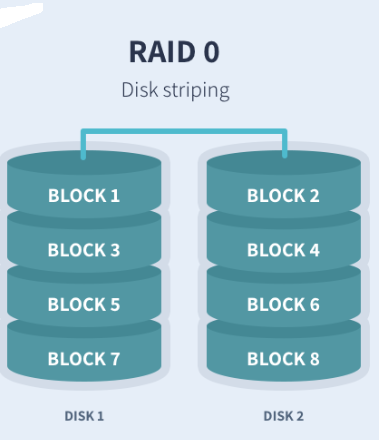 RAID 0
Disk striping
BLOCK 1
BLOCK 3
BLOCK 5
BLOCK 7
DISK 1
BLOCK 2
BLOCK 4
BLOCK 6
BLOCK 8
DISK 2